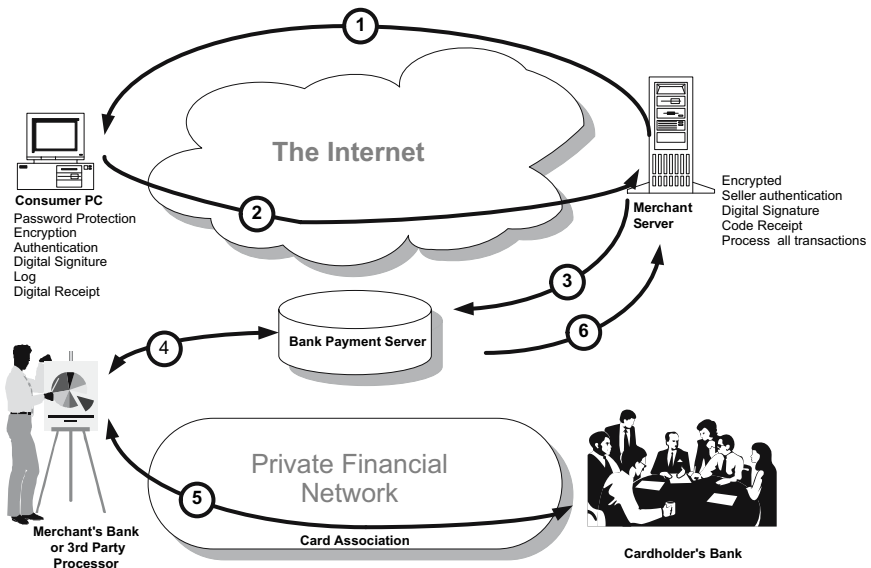 1
The Internet
Consumer PC
Password Protection
Encryption
Authentication
Digital Signiture
Log
Digital Receipt
2
Merchant
Server
Encrypted
Seller authentication
Digital Signature
Code Receipt
Process all transactions
3
Bank Payment Server
6
4
Merchant's Bank
or 3rd Party
Processor
Private Financial
Network
5
Card Association
Cardholder's Bank